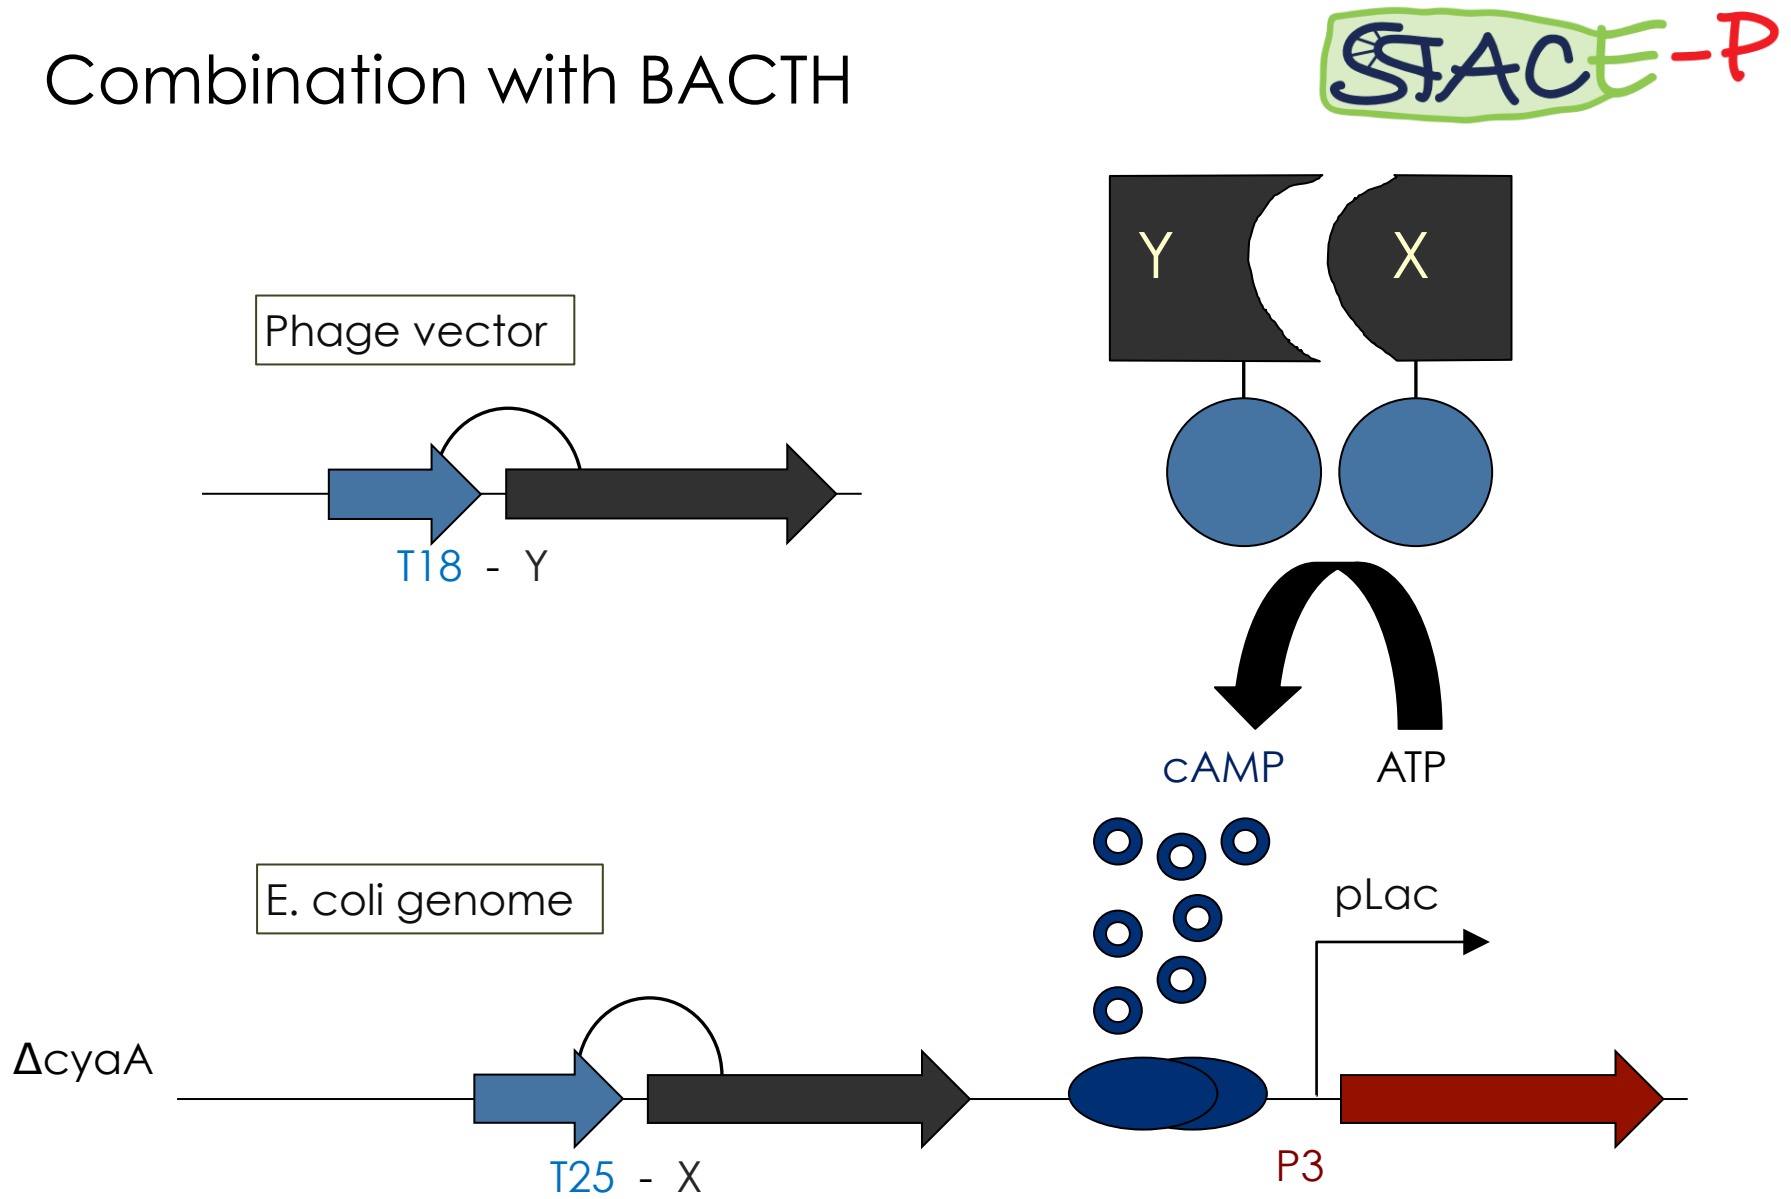 Combination with BACTH
STACE-P
Y
X
Phage vector
T18 - Y
cAMP
ATP
E. coli genome
pLac
ΔcyaA
T25 - X
P3